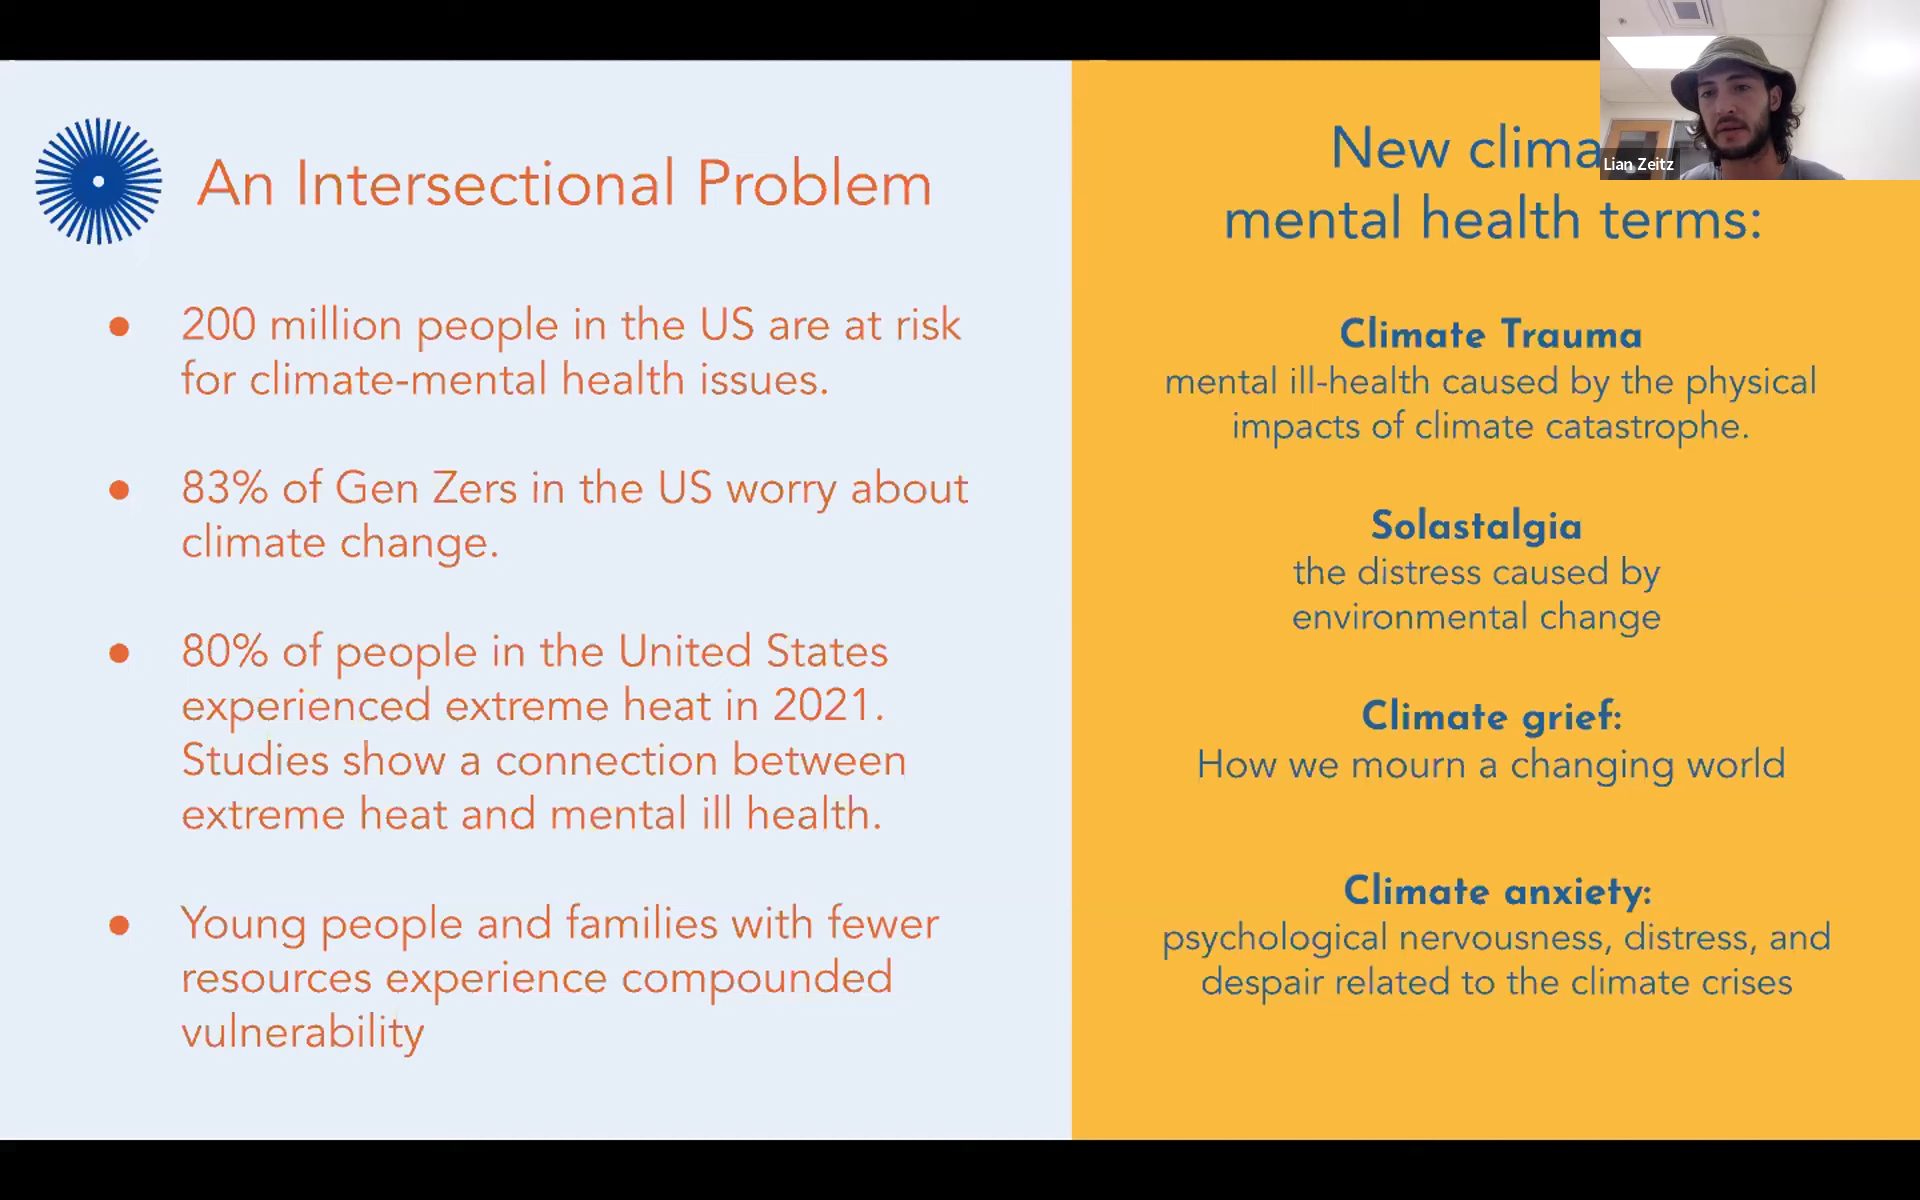 An Intersectional Problem
● 200 million people in the US are at risk
for climate-mental health issues.
● 83% of Gen Zers in the US worry about
climate change.
● 80% of people in the United States
experienced extreme heat in 2021.
Studies show a connection between
extreme heat and mental ill health.
● Young people and families with fewer
resources experience compounded
vulnerability
New clima
mental health terms:
Climate Trauma
mental ill-health caused by the physical
impacts of climate catastrophe.
Solastalgia
the distress caused by
environmental change
Climate grief:
How we mourn a changing world
Climate anxiety:
psychological nervousness, distress, and
despair related to the climate crises
Lian Zeitz